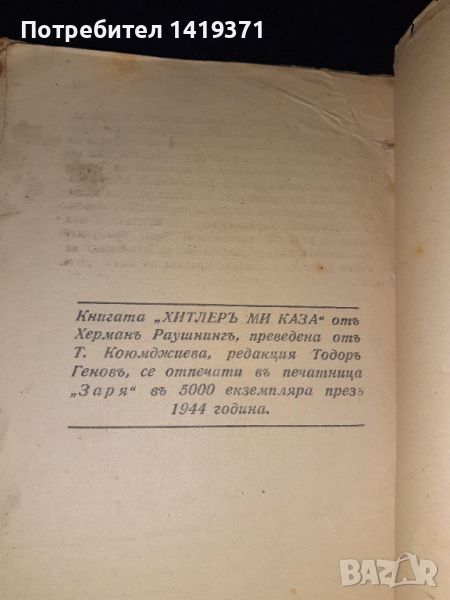 Потребител 1419371
Книгата „ХИТЛЕРЪ МИ КАЗА“ отъ
Херманъ Раушнингъ, преведена отъ
Т. Коюмджиева, редакция Тодоръ
Геновъ, се отпечати въ печатница
„Заря“ въ 5000 екземпляра презъ
1944 година.
BAZAR